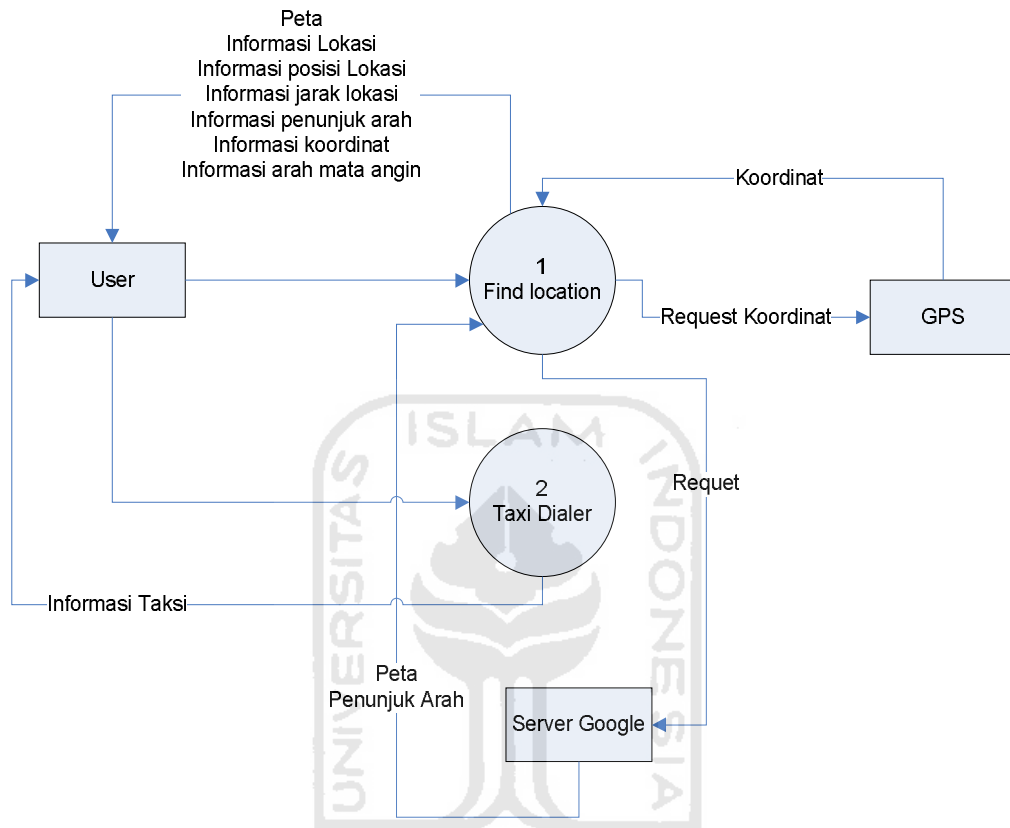 Peta
Informasi Lokasi
Informasi posisi Lokasi
Informasi jarak lokasi
Informasi penunjuk arah
Informasi koordinat
Informasi arah mata angin
Koordinat
User
1
Find location
Request Koordinat
GPS
ISLAM
UNIVERSITAS
INDONESIA
Requet
2
Taxi Dialer
Informasi Taksi
Peta
Penunjuk Arah
Server Google